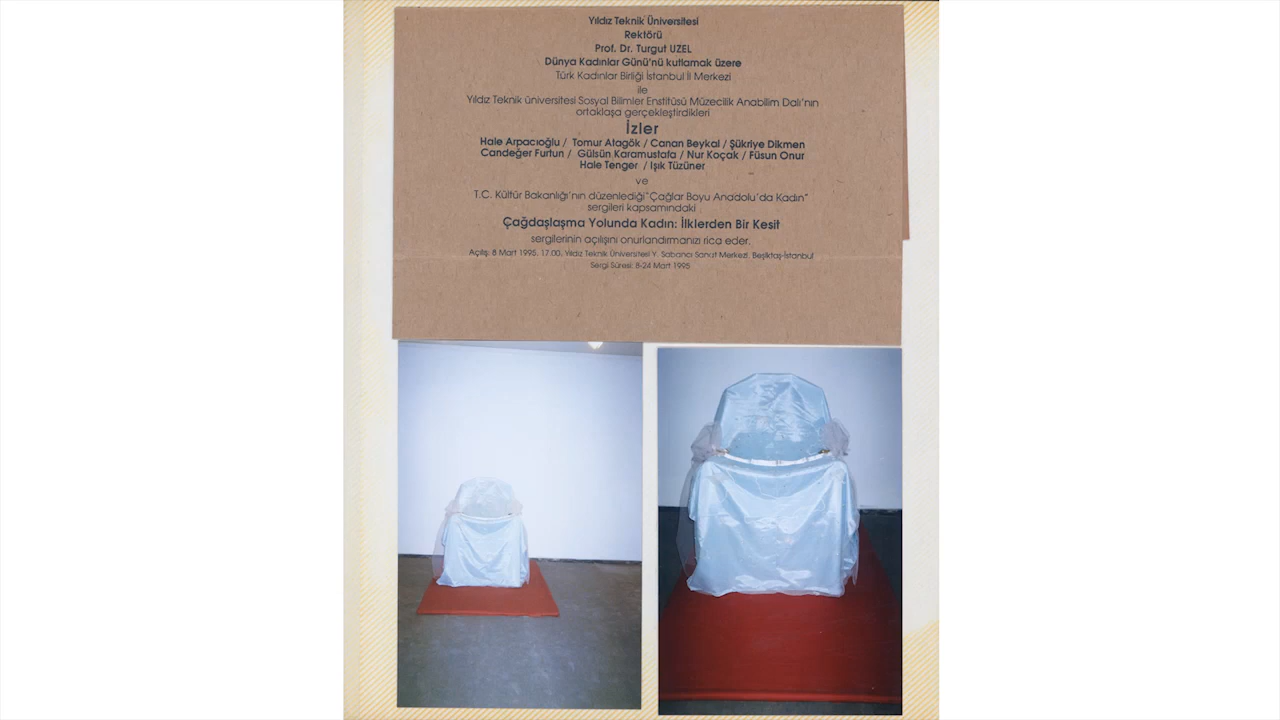 Yıldız Teknik Üniversitesi
Rektörü
Prof. Dr. Turgut UZEL
Dünya Kadınlar Günü'nü kutlamak üzere
Türk Kadınlar Birliği İstanbul İl Merkezi
ile
Yıldız Teknik üniversitesi Sosyal Bilimler Enstitüsü Müzecilik Anabilim Dalı'nın
ortaklaşa gerçekleştirdikleri
İzler
Hale Arpacıoğlu / Tomur Atagök / Canan Beykal / Şükriye Dikmen
Candeğer Furtun / Gülsün Karamustafa / Nur Koçak / Füsun Onur
Hale Tenger / Işık Tüzüner
ve
T.C. Kültür Bakanlığı'nın düzenlediği "Çağlar Boyu Anadolu'da Kadın"
sergileri kapsamındaki
Çağdaşlaşma Yolunda Kadın: İlklerden Bir Kesit
sergilerinin açılışını onurlandırmanızı rica eder.
Açılış: 8 Mart 1995, 17.00, Yıldız Teknik Üniversitesi Y. Sabancı Sanat Merkezi, Beşiktaş-İstanbul
Sergi Süresi: 8-24 Mart 1995